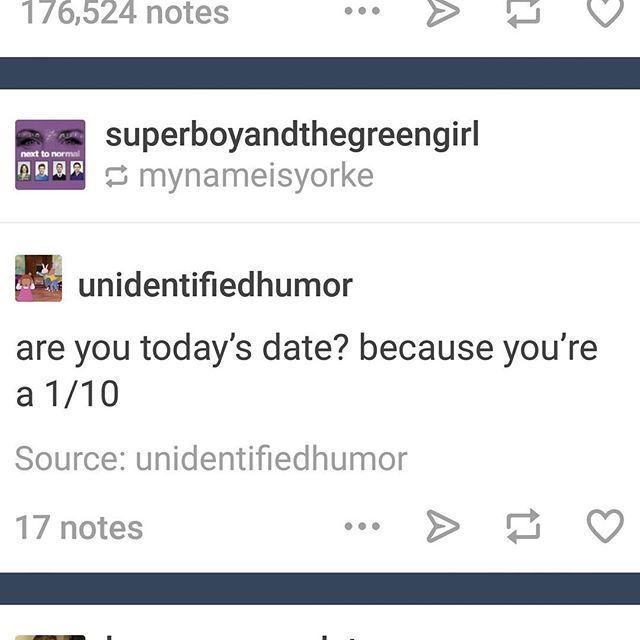 176,524 notes
superboyandthegreengirl
next to normal
mynameisyorke
unidentifiedhumor
are you today's date? because you're
a 1/10
Source: unidentifiedhumor
17 notes